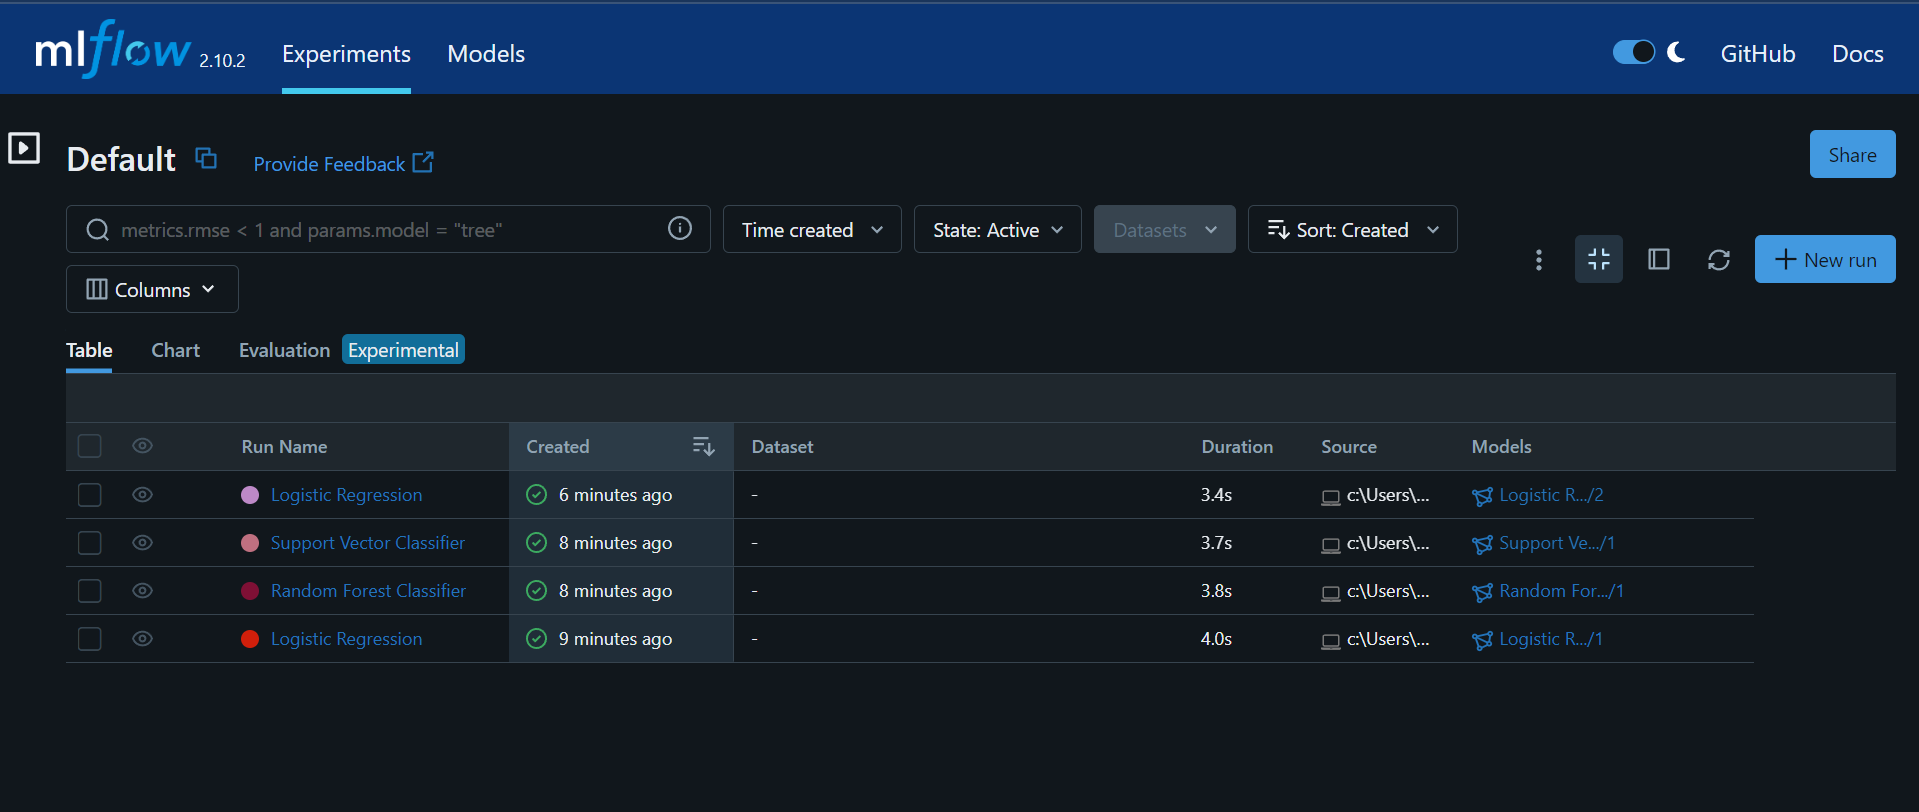 mlflow 2.10.2 Experiments Models GitHub Docs
Default Provide Feedback Share
metrics.rmse < 1 and params.model = "tree" Time created State: Active Datasets Sort: Created
Columns New run
Table Chart Evaluation Experimental
Run Name Created Dataset Duration Source Models
Logistic Regression 6 minutes ago - 3.4s c:\Users\... Logistic R.../2
Support Vector Classifier 8 minutes ago - 3.7s c:\Users\... Support Ve.../1
Random Forest Classifier 8 minutes ago - 3.8s c:\Users\... Random For.../1
Logistic Regression 9 minutes ago - 4.0s c:\Users\... Logistic R.../1